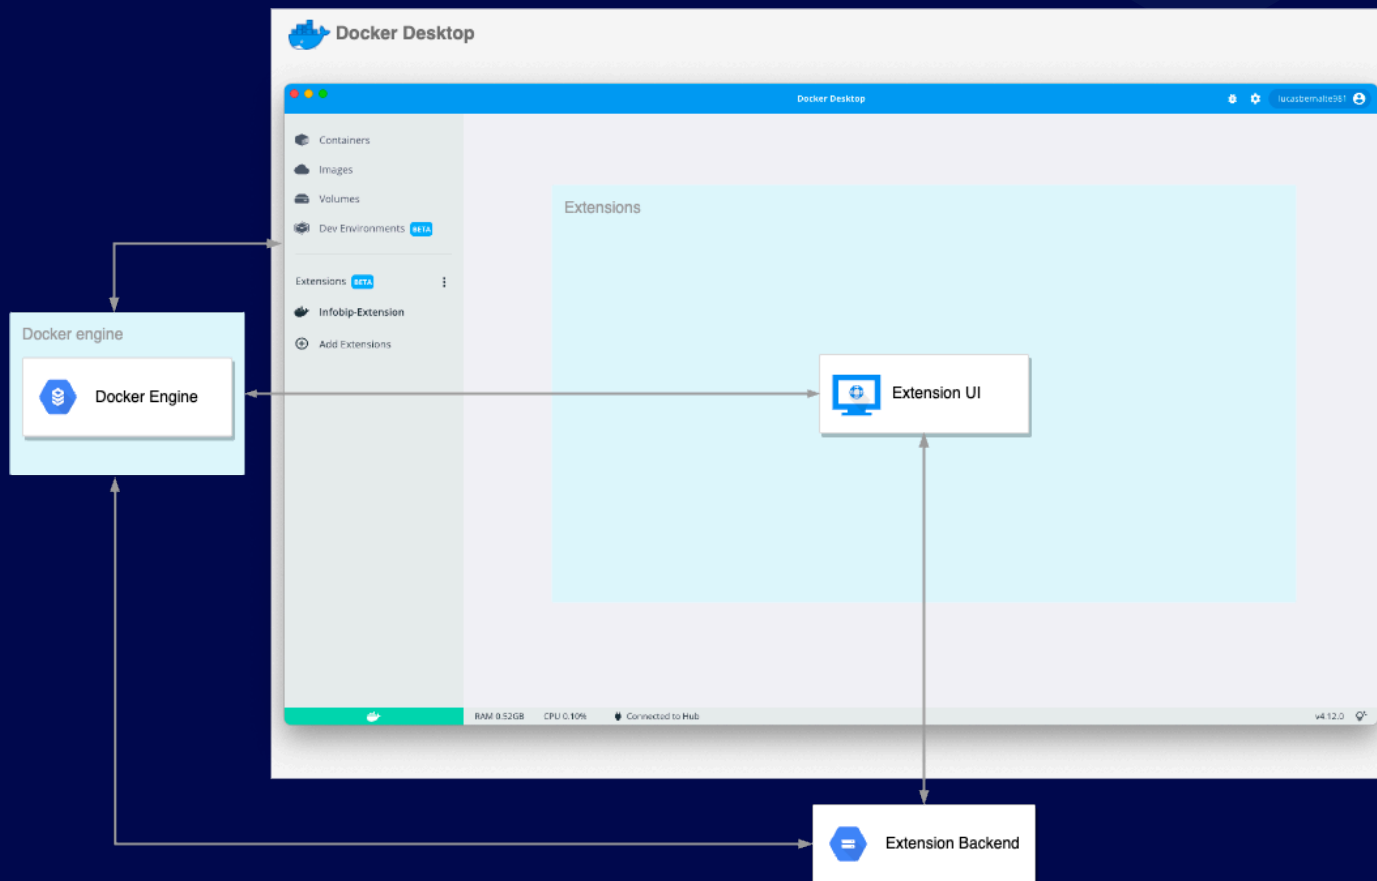 Docker Desktop
Docker Desktop
lucasbernalte981
Containers
Images
Volumes
Dev Environments BETA
Extensions BETA
Infobip-Extension
Add Extensions
Extensions
Docker engine
Docker Engine
Extension UI
RAM 0.52GB CPU 0.10% Connected to Hub v4.12.0
Extension Backend